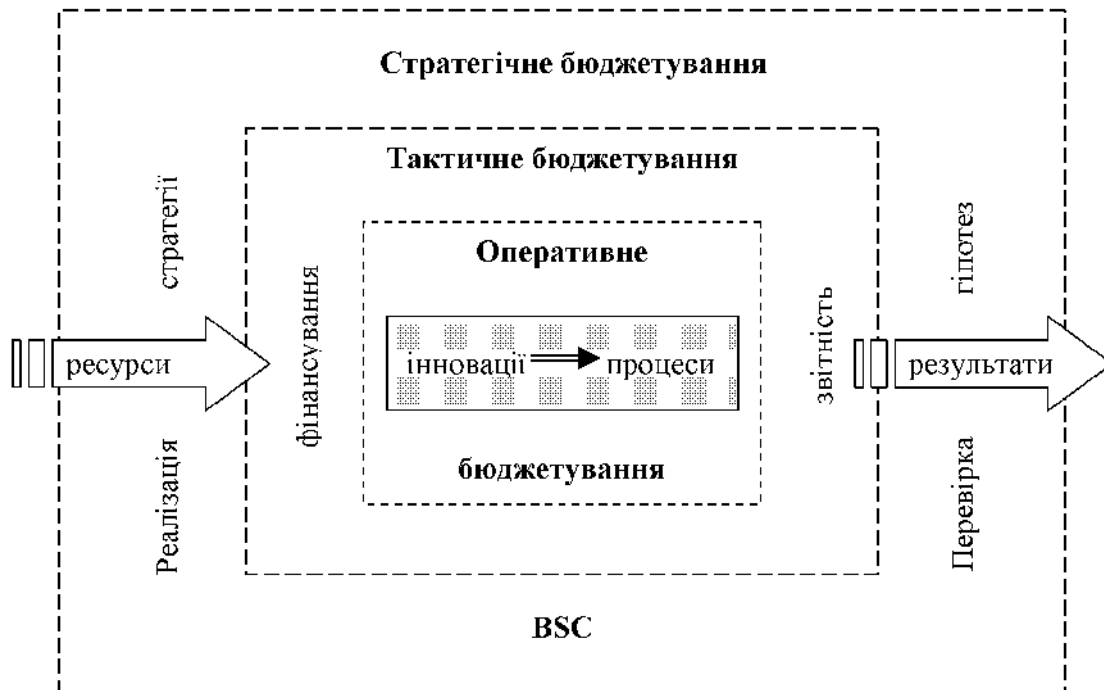 Стратегічне бюджетування
Тактичне бюджетування
Оперативне
інновації
процеси
бюджетування
ресурси
результати
Реалізація стратегії
фінансування
звітність
Перевірка гіпотез
BSC